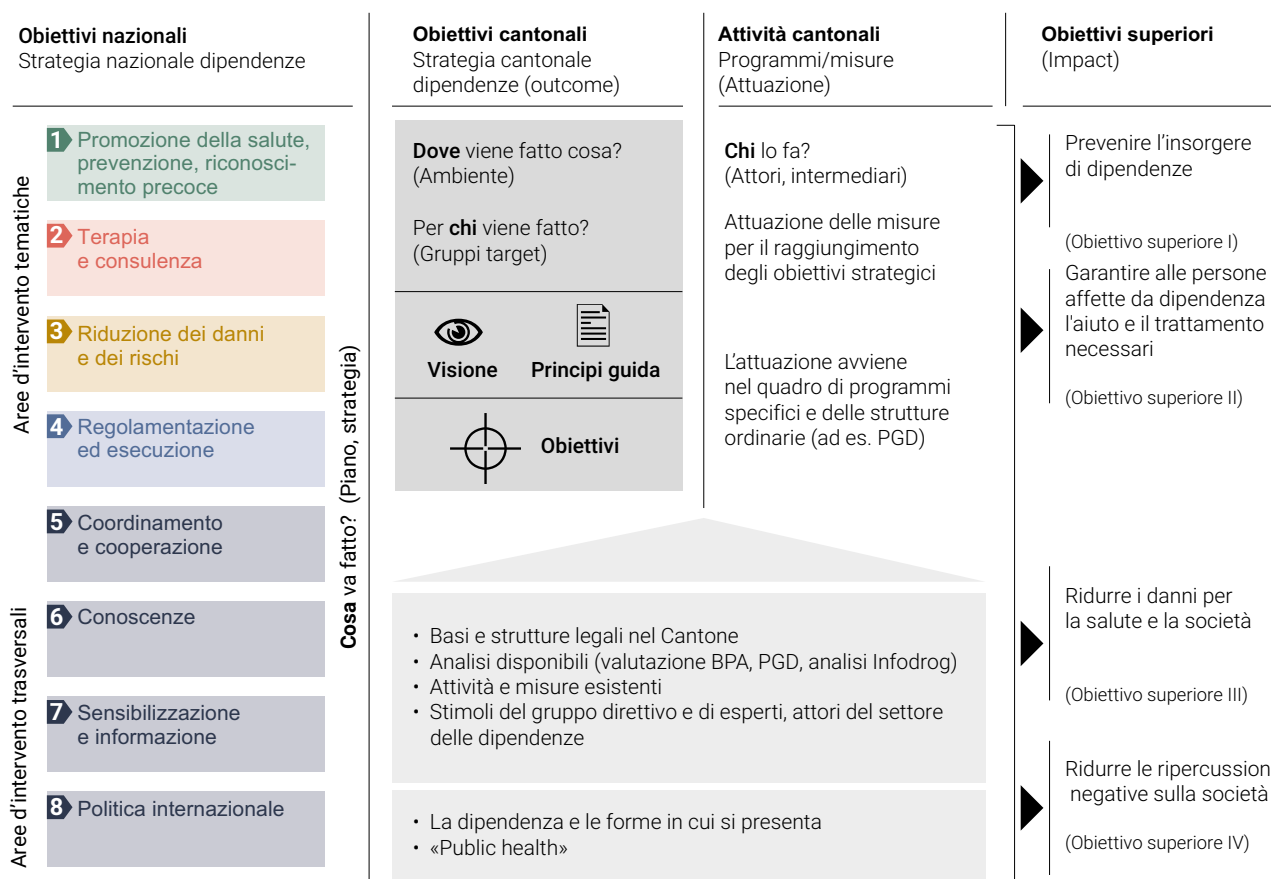 Obiettivi nazionali
Strategia nazionale dipendenze
Aree d'intervento tematiche
1 Promozione della salute,
prevenzione, riconosci-
mento precoce
2 Terapia
e consulenza
3 Riduzione dei danni
e dei rischi
4 Regolamentazione
ed esecuzione
Aree d'intervento trasversali
5 Coordinamento
e cooperazione
6 Conoscenze
7 Sensibilizzazione
e informazione
8 Politica internazionale
Cosa va fatto? (Piano, strategia)
Obiettivi cantonali
Strategia cantonale
dipendenze (outcome)
Dove viene fatto cosa?
(Ambiente)
Per chi viene fatto?
(Gruppi target)
Visione
Principi guida
Obiettivi
Attività cantonali
Programmi/misure
(Attuazione)
Chi lo fa?
(Attori, intermediari)
Attuazione delle misure
per il raggiungimento
degli obiettivi strategici
L'attuazione avviene
nel quadro di programmi
specifici e delle strutture
ordinarie (ad es. PGD)
• Basi e strutture legali nel Cantone
• Analisi disponibili (valutazione BPA, PGD, analisi Infodrog)
• Attività e misure esistenti
• Stimoli del gruppo direttivo e di esperti, attori del settore
delle dipendenze
• La dipendenza e le forme in cui si presenta
• «Public health»
Obiettivi superiori
(Impact)
Prevenire l'insorgere
di dipendenze
(Obiettivo superiore I)
Garantire alle persone
affette da dipendenza
l'aiuto e il trattamento
necessari
(Obiettivo superiore II)
Ridurre i danni per
la salute e la società
(Obiettivo superiore III)
Ridurre le ripercussion
negative sulla società
(Obiettivo superiore IV)